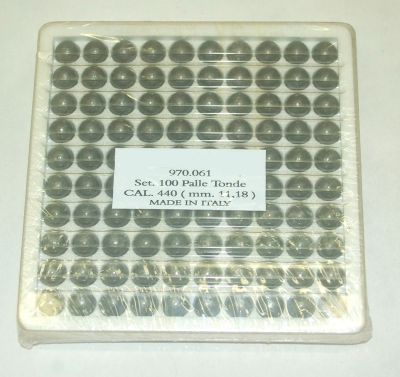 970.061
Set. 100 Palle Tonde
CAL. 440 ( mm. 11,18 )
MADE IN ITALY